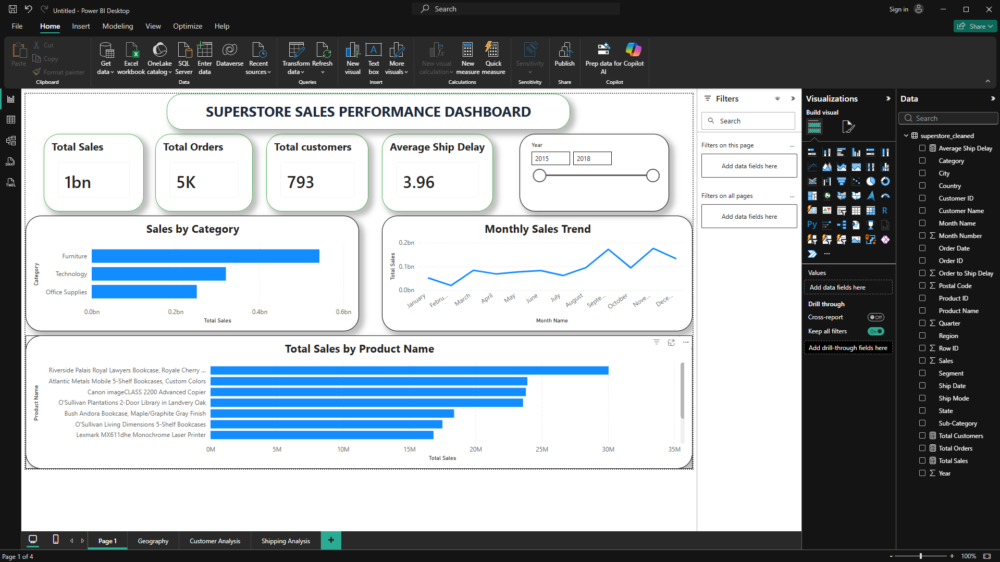 Untitled - Power BI Desktop
Search
Sign in
File Home Insert Modeling View Optimize Help
Share
Paste
Cut
Copy
Format painter
Clipboard
Get data
Excel workbook
OneLake catalog
SQL Server
Enter data
Dataverse
Recent sources
Data
Transform data
Refresh
Queries
New visual
Text box
More visuals
Insert
New visual calculation
New measure
Quick measure
Calculations
Sensitivity
Sensitivity
Publish
Share
Prep data for AI
Copilot
Copilot
SUPERSTORE SALES PERFORMANCE DASHBOARD
Total Sales
1bn
Total Orders
5K
Total customers
793
Average Ship Delay
3.96
Year
2015 2018
Sales by Category
Category
Furniture
Technology
Office Supplies
0.0bn 0.2bn 0.4bn 0.6bn
Total Sales
Monthly Sales Trend
Total Sales
0.2bn
0.1bn
0.0bn
January Febru... March April May June July August Septe... October Nove... Dece...
Month Name
Total Sales by Product Name
Product Name
Riverside Palais Royal Lawyers Bookcase, Royale Cherry ...
Atlantic Metals Mobile 5-Shelf Bookcases, Custom Colors
Canon imageCLASS 2200 Advanced Copier
O'Sullivan Plantations 2-Door Library in Landvery Oak
Bush Andora Bookcase, Maple/Graphite Gray Finish
O'Sullivan Living Dimensions 5-Shelf Bookcases
Lexmark MX611dhe Monochrome Laser Printer
0M 5M 10M 15M 20M 25M 30M 35M
Total Sales
Filters
Search
Filters on this page
Add data fields here
Filters on all pages
Add data fields here
Visualizations
Build visual
123
R
Py
Values
Add data fields here
Drill through
Cross-report
Off
Keep all filters
On
Add drill-through fields here
Data
Search
superstore_cleaned
Average Ship Delay
Category
City
Country
Customer ID
Customer Name
Month Name
Month Number
Order Date
Order ID
Order to Ship Delay
Postal Code
Product ID
Product Name
Quarter
Region
Row ID
Sales
Segment
Ship Date
Ship Mode
State
Sub-Category
Total Customers
Total Orders
Total Sales
Year
DAX
TMDL
Page 1 Geography Customer Analysis Shipping Analysis
Page 1 of 4
100%